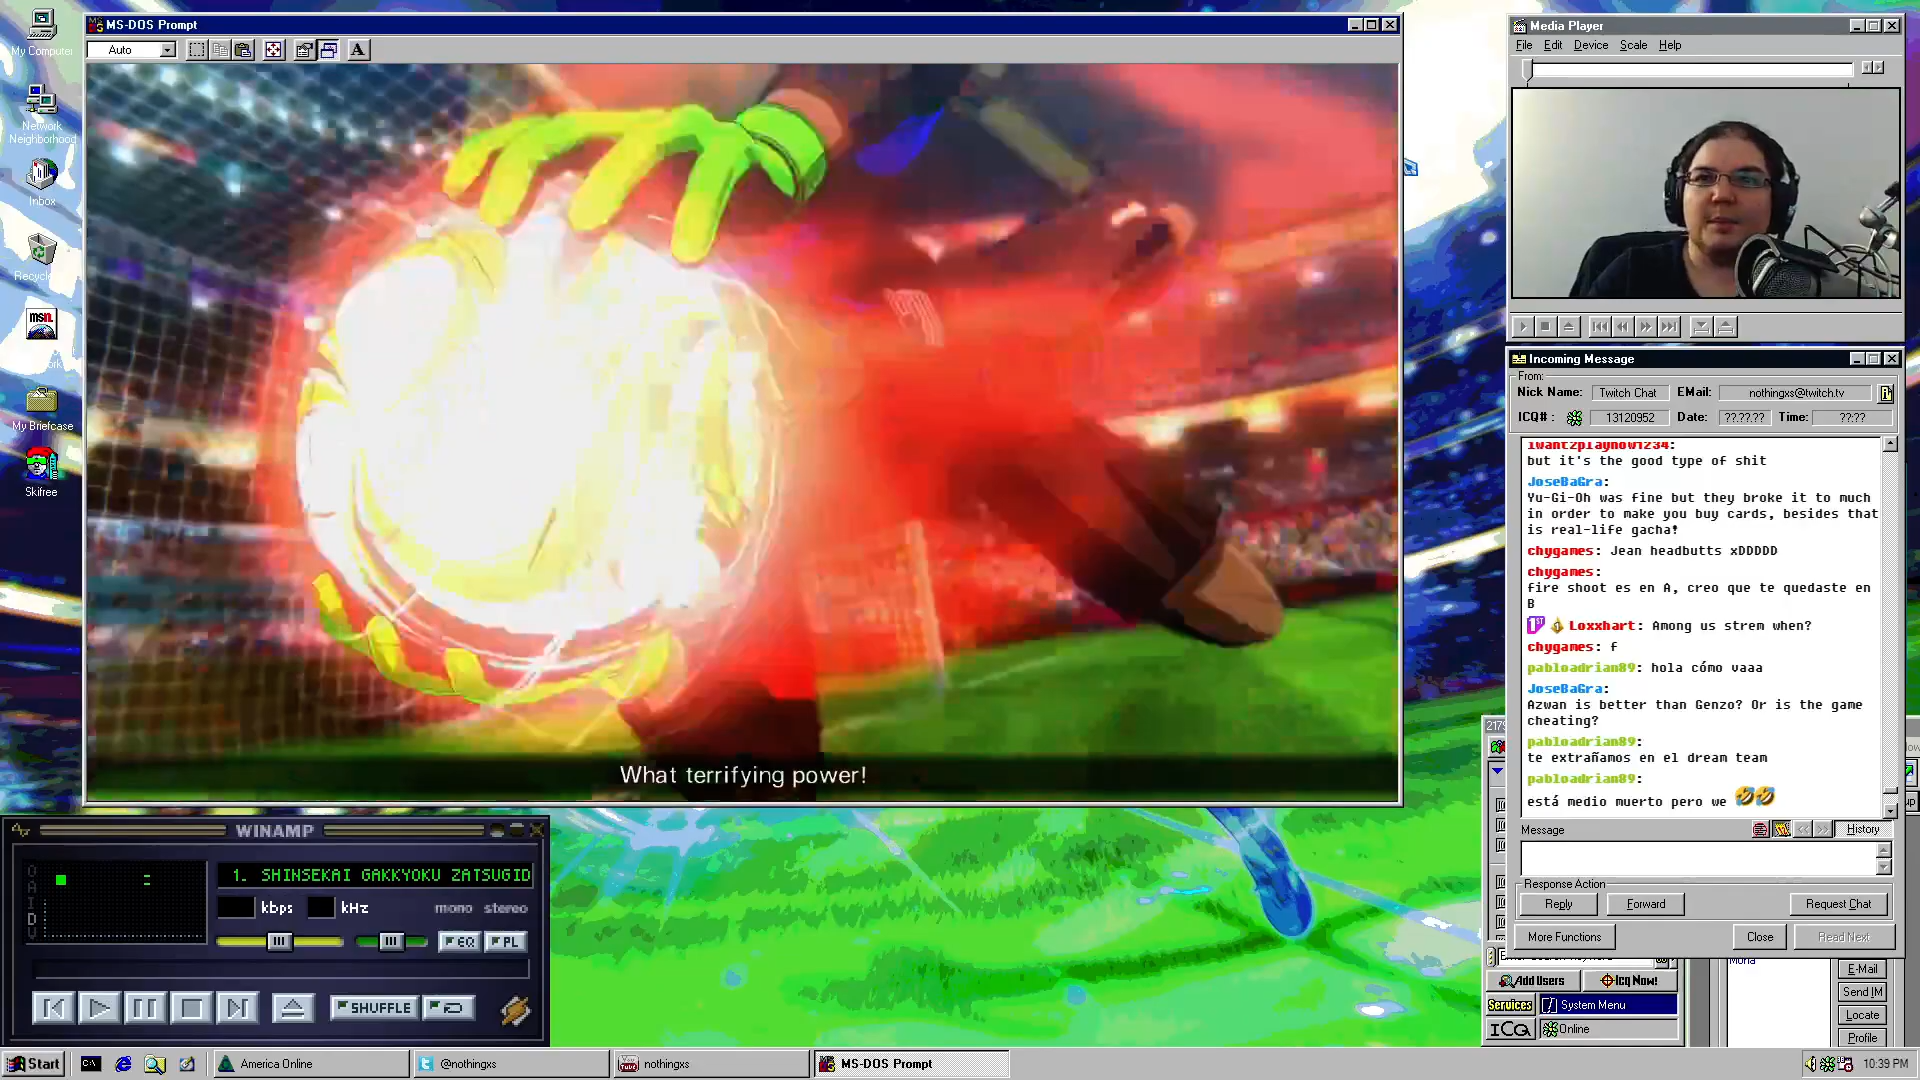 My Computer
Network
Neighborhood
Inbox
msn.
My Briefcase
Skifree
MS-DOS Prompt
Auto
A
What terrifying power!
WINAMP
1. SHINSEKAI GAKKYOKU ZATSUGID
kbps
kHz
mono stereo
EQ
PL
SHUFFLE
Media Player
File Edit Device Scale Help
Incoming Message
From:
Nick Name: Twitch Chat EMail: nothingxs@twitch.tv
ICQ# : 13120952 Date: ??.??.?? Time: ??:??
iwant2playnow1234:
but it's the good type of shit
JoseBaGra:
Yu-Gi-Oh was fine but they broke it to much
in order to make you buy cards, besides that
is real-life gacha!
chygames: Jean headbutts xDDDDD
chygames:
fire shoot es en A, creo que te quedaste en
B
1ST Loxxhart: Among us strem when?
chygames: f
pabloadrian89: hola cómo vaaa
JoseBaGra:
Azwan is better than Genzo? Or is the game
cheating?
pabloadrian89:
te extrañamos en el dream team
pabloadrian89:
está medio muerto pero we 🤣🤣
Message
History
Response Action
Reply
Forward
Request Chat
More Functions
Close
Read Next
Add Users
Icq Now!
Services
System Menu
ICQ
Online
E-Mail
Send IM
Locate
Profile
Start
America Online
@nothingxs
nothingxs
MS-DOS Prompt
10:39 PM